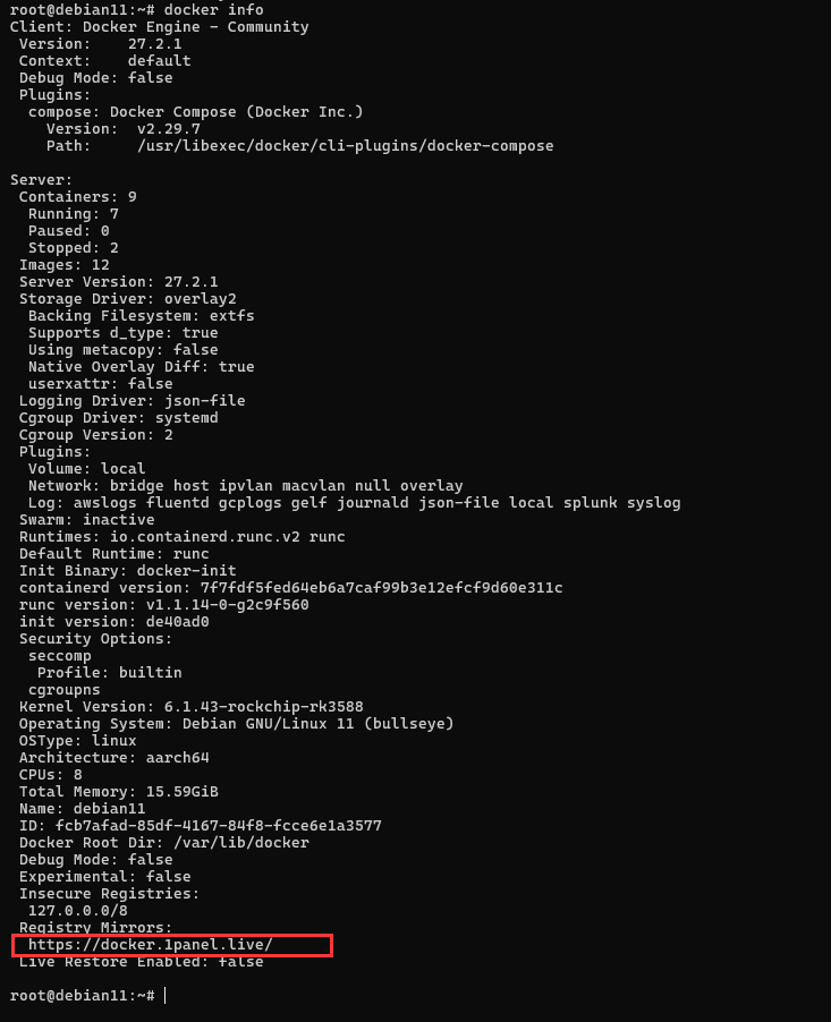 root@debian11:~# docker info
Client: Docker Engine - Community
 Version:    27.2.1
 Context:    default
 Debug Mode: false
 Plugins:
  compose: Docker Compose (Docker Inc.)
    Version:  v2.29.7
    Path:     /usr/libexec/docker/cli-plugins/docker-compose

Server:
 Containers: 9
  Running: 7
  Paused: 0
  Stopped: 2
 Images: 12
 Server Version: 27.2.1
 Storage Driver: overlay2
  Backing Filesystem: extfs
  Supports d_type: true
  Using metacopy: false
  Native Overlay Diff: true
  userxattr: false
 Logging Driver: json-file
 Cgroup Driver: systemd
 Cgroup Version: 2
 Plugins:
  Volume: local
  Network: bridge host ipvlan macvlan null overlay
  Log: awslogs fluentd gcplogs gelf journald json-file local splunk syslog
 Swarm: inactive
 Runtimes: io.containerd.runc.v2 runc
 Default Runtime: runc
 Init Binary: docker-init
 containerd version: 7f7fdf5fed64eb6a7caf99b3e12efcf9d60e311c
 runc version: v1.1.14-0-g2c9f560
 init version: de40ad0
 Security Options:
  seccomp
   Profile: builtin
  cgroupns
 Kernel Version: 6.1.43-rockchip-rk3588
 Operating System: Debian GNU/Linux 11 (bullseye)
 OSType: linux
 Architecture: aarch64
 CPUs: 8
 Total Memory: 15.59GiB
 Name: debian11
 ID: fcb7afad-85df-4167-84f8-fcce6e1a3577
 Docker Root Dir: /var/lib/docker
 Debug Mode: false
 Experimental: false
 Insecure Registries:
  127.0.0.0/8
 Registry Mirrors:
  https://docker.1panel.live/
 Live Restore Enabled: false

root@debian11:~#